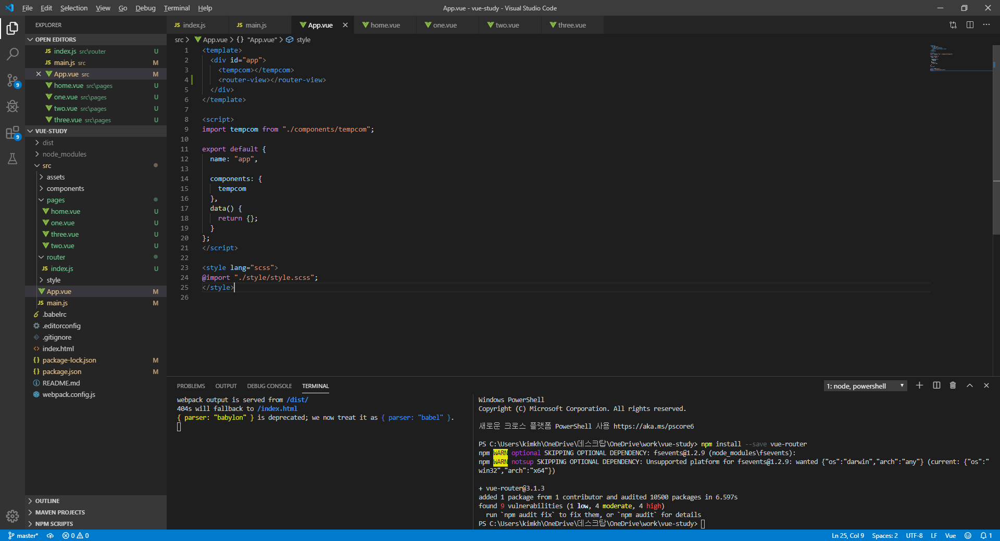 File Edit Selection View Go Debug Terminal Help
App.vue - vue-study - Visual Studio Code
EXPLORER
OPEN EDITORS
JS index.js src\router U
JS main.js src M
App.vue src M
home.vue src\pages U
one.vue src\pages U
two.vue src\pages U
three.vue src\pages U
VUE-STUDY
dist
node_modules
src
assets
components
pages
home.vue U
one.vue U
three.vue U
two.vue U
router
JS index.js U
style
App.vue M
JS main.js M
.babelrc
.editorconfig
.gitignore
index.html
package-lock.json M
package.json M
README.md
webpack.config.js
OUTLINE
MAVEN PROJECTS
NPM SCRIPTS
9
9
JS index.js JS main.js App.vue home.vue one.vue two.vue three.vue
src > App.vue > {} "App.vue" > style
1 <template>
2 <div id="app">
3 <tempcom></tempcom>
4 <router-view></router-view>
5 </div>
6 </template>
7
8 <script>
9 import tempcom from "./components/tempcom";
10
11 export default {
12 name: "app",
13
14 components: {
15 tempcom
16 },
17 data() {
18 return {};
19 }
20 };
21 </script>
22
23 <style lang="scss">
24 @import "./style/style.scss";
25 </style>
26
PROBLEMS OUTPUT DEBUG CONSOLE TERMINAL
1: node, powershell
webpack output is served from /dist/
404s will fallback to /index.html
{ parser: "babylon" } is deprecated; we now treat it as { parser: "babel" }.
Windows PowerShell
Copyright (C) Microsoft Corporation. All rights reserved.
새로운 크로스 플랫폼 PowerShell 사용 https://aka.ms/pscore6
PS C:\Users\kimkh\OneDrive\데스크탑\OneDrive\work\vue-study> npm install --save vue-router
npm WARN optional SKIPPING OPTIONAL DEPENDENCY: fsevents@1.2.9 (node_modules\fsevents):
npm WARN notsup SKIPPING OPTIONAL DEPENDENCY: Unsupported platform for fsevents@1.2.9: wanted {"os":"darwin","arch":"any"} (current: {"os":"
win32","arch":"x64"})
+ vue-router@3.1.3
added 1 package from 1 contributor and audited 10500 packages in 6.597s
found 9 vulnerabilities (1 low, 4 moderate, 4 high)
run `npm audit fix` to fix them, or `npm audit` for details
PS C:\Users\kimkh\OneDrive\데스크탑\OneDrive\work\vue-study>
master* 0 0
Ln 25, Col 9 Spaces: 2 UTF-8 LF Vue 1